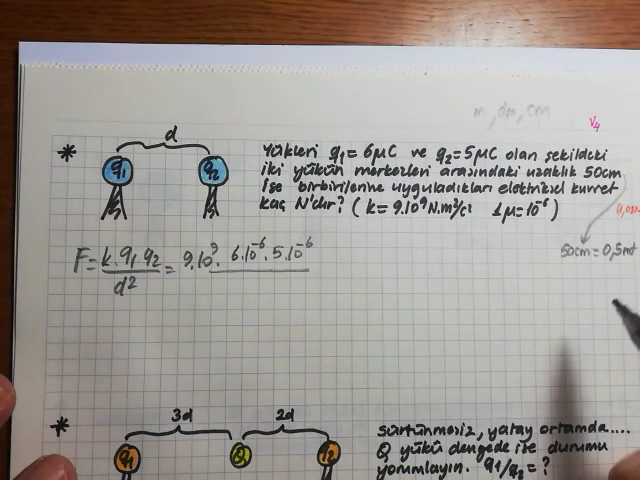 m, dm, cm
V4
d
* Yükleri q1=6μC ve q2=5μC olan şekildeki
q1 q2 iki yükün merkezleri arasındaki uzaklık 50cm
ise birbirilerine uyguladıkları elektriksel kuvvet
kaç N'dır? (k=9.10⁹N.m²/c² 1μ=10⁻⁶)
50cm=0,5mt
F=k.q1 q2/d² = 9.10⁹. 6.10⁻⁶. 5.10⁻⁶
3d 2d
* sürtünmesiz, yatay ortamda....
q1 Q q2 Q yükü dengede ise durumu
yorumlayın. q1/q2=?